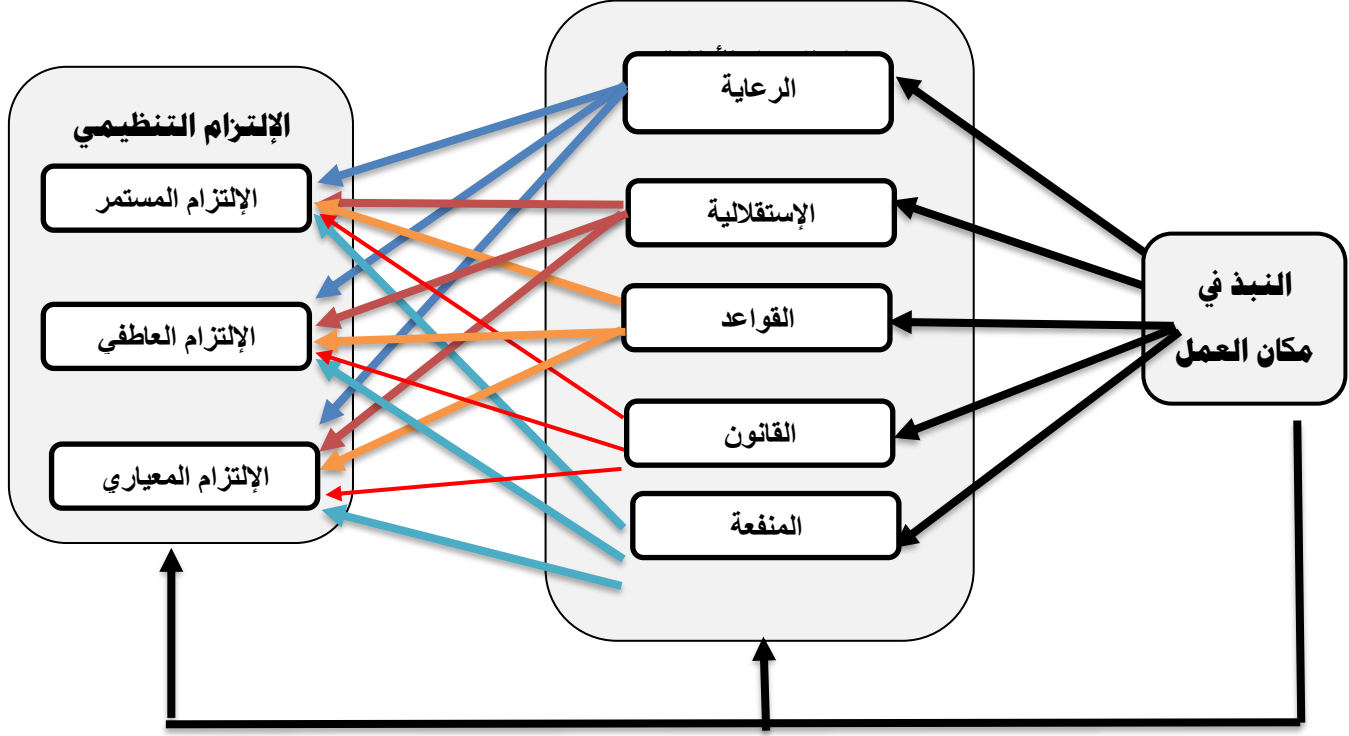 الرعاية
الإلتزام التنظيمي
الإلتزام المستمر
الإستقلالية
النبذ في
مكان العمل
القواعد
الإلتزام العاطفي
القانون
الإلتزام المعياري
المنفعة